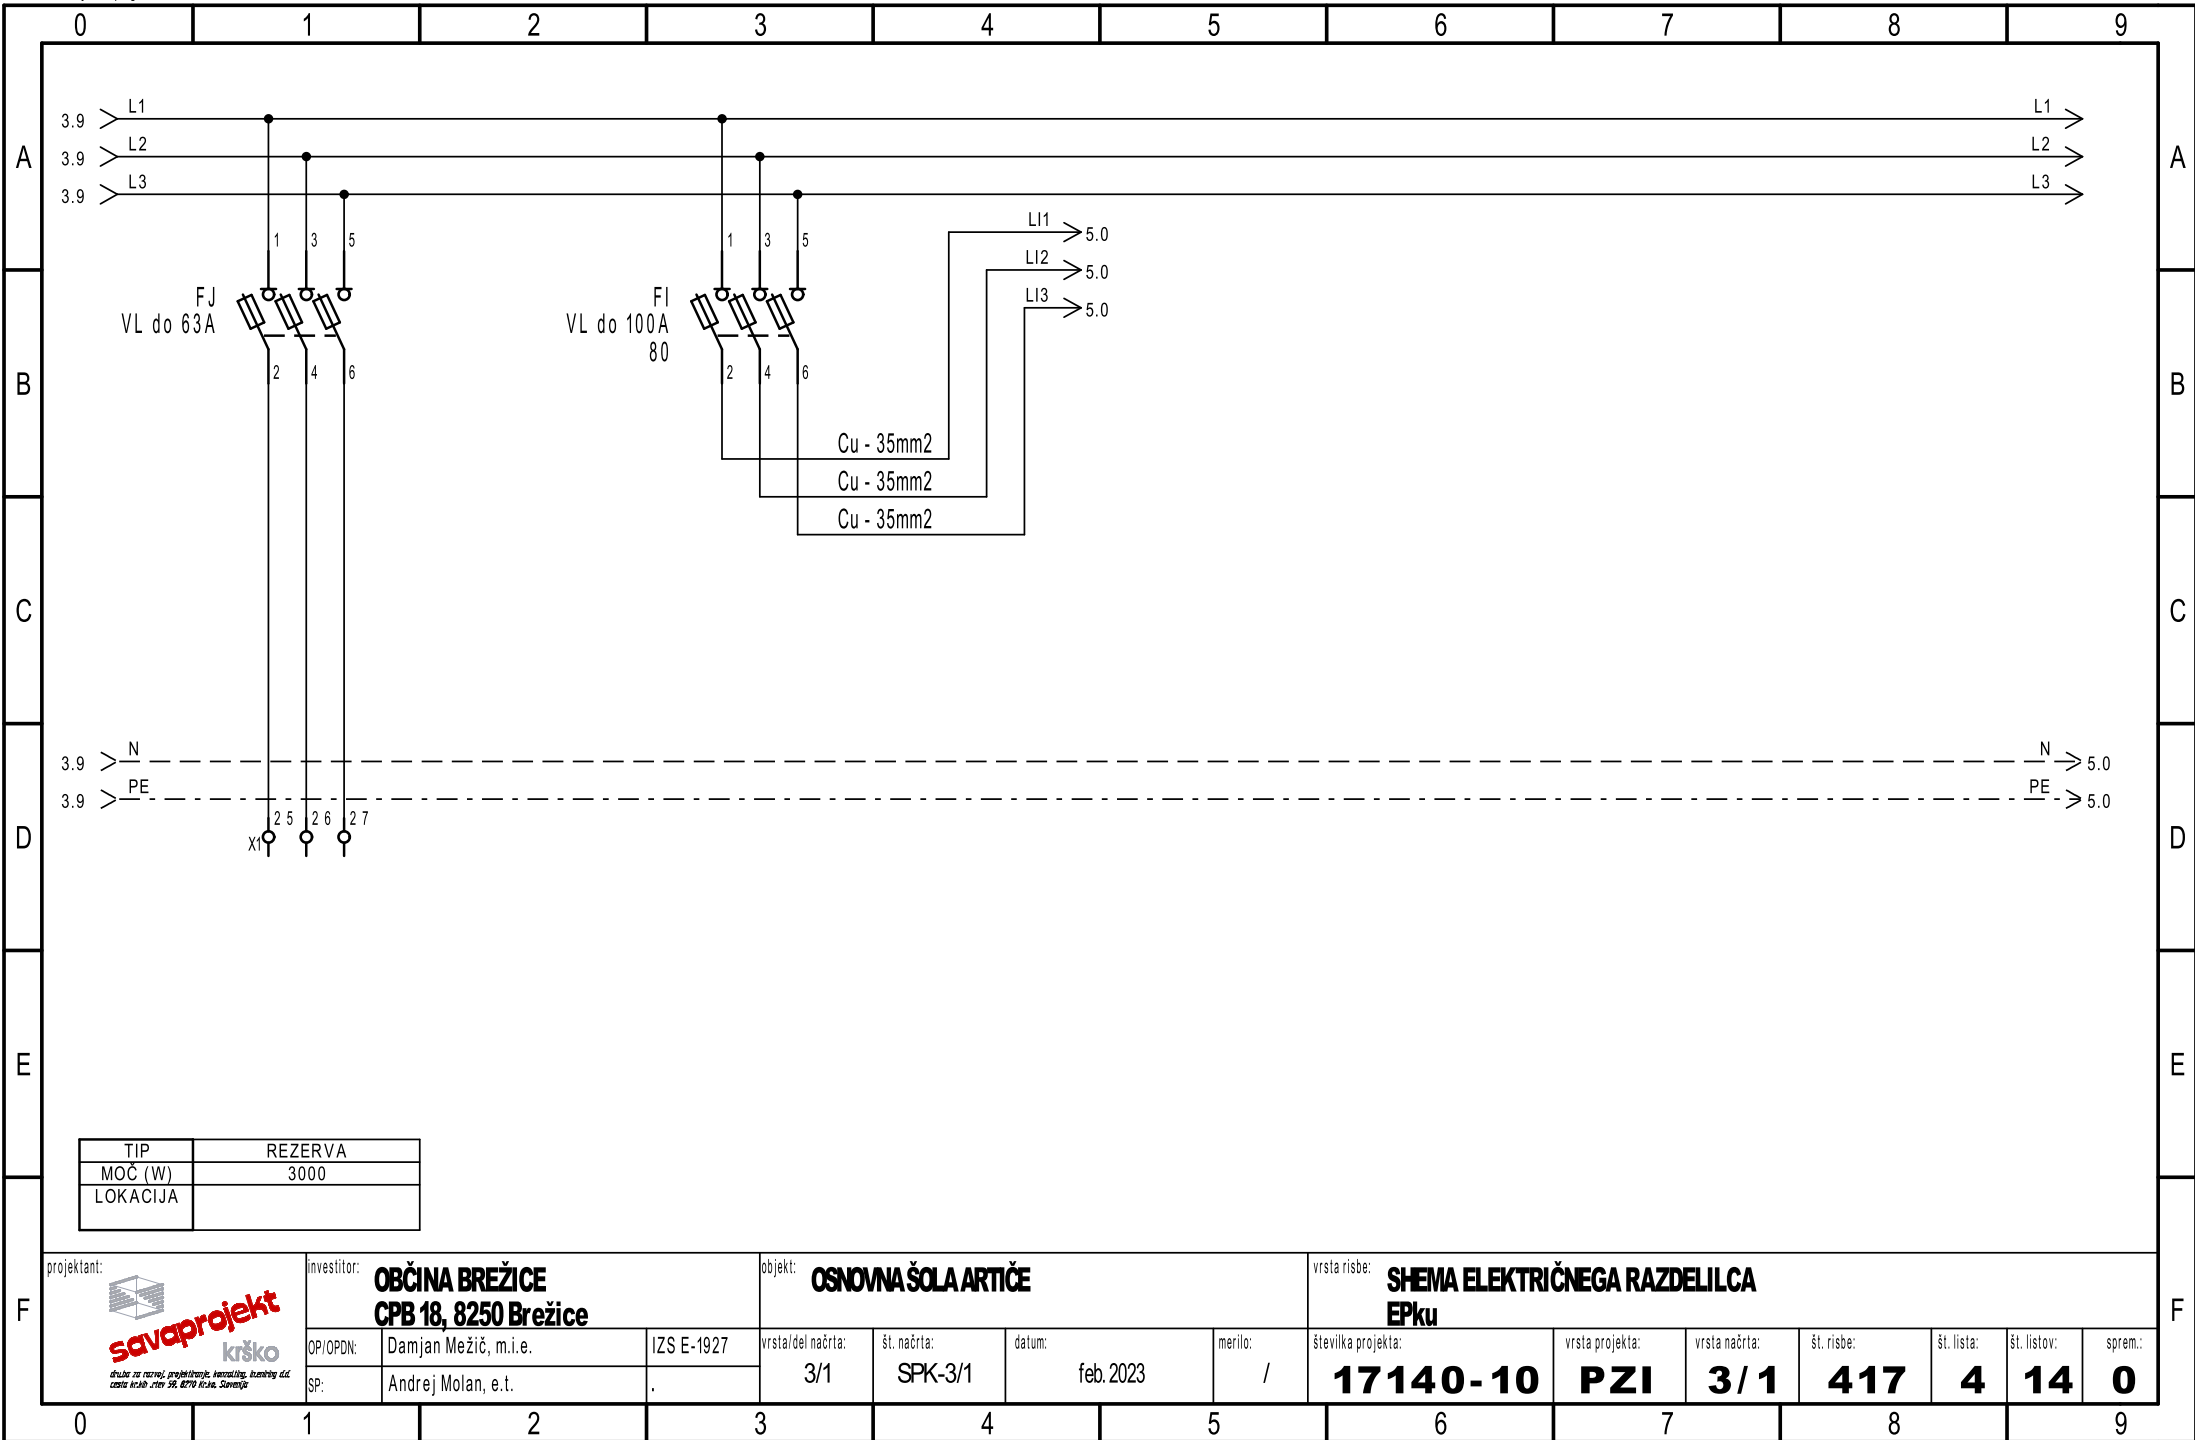 0 1 2 3 4 5 6 7 8 9
3.9 L1 L1
A 3.9 L2 L2 A
3.9 L3 L3
LI1 5.0
1 3 5 1 3 5
LI2 5.0
FJ FI LI3 5.0
VL do 63A VL do 100A
80
2 4 6 2 4 6
B B
Cu - 35mm2
Cu - 35mm2
Cu - 35mm2
C C
3.9 N N 5.0
3.9 PE PE 5.0
25 26 27
D X1 D
E E
TIP REZERVA
MOČ (W) 3000
LOKACIJA
F F
projektant:
savaprojekt
krško
investitor: OBČINA BREŽICE
CPB 18, 8250 Brežice
objekt: OSNOVNA ŠOLA ARTIČE
vrsta risbe: SHEMA ELEKTRIČNEGA RAZDELILCA
EPku
OP/OPDN: Damjan Mežič, m.i.e. IZS E-1927
SP: Andrej Molan, e.t. .
vrsta/del načrta: 3/1
št. načrta: SPK-3/1
datum: feb. 2023
merilo: /
številka projekta: 17140-10
vrsta projekta: PZI
vrsta načrta: 3/1
št. risbe: 417
št. lista: 4
št. listov: 14
sprem.: 0
0 1 2 3 4 5 6 7 8 9